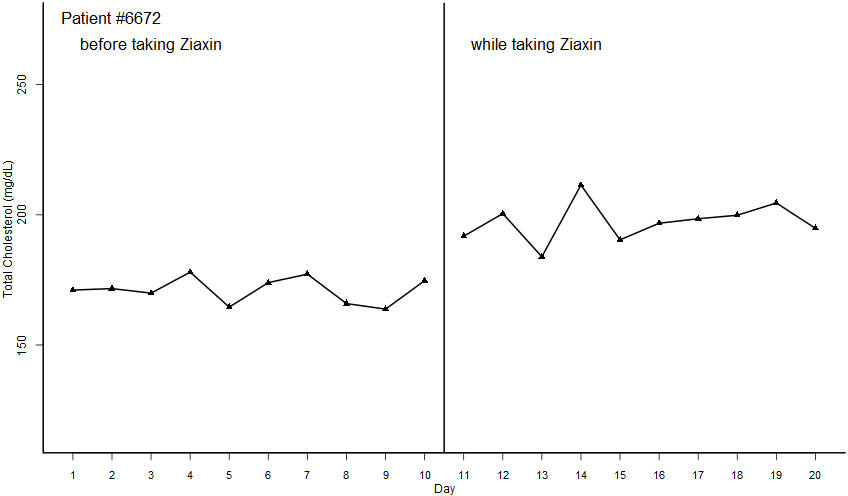 Patient #6672
before taking Ziaxin
while taking Ziaxin
Total Cholesterol (mg/dL)
250
200
150
1 2 3 4 5 6 7 8 9 10 11 12 13 14 15 16 17 18 19 20
Day